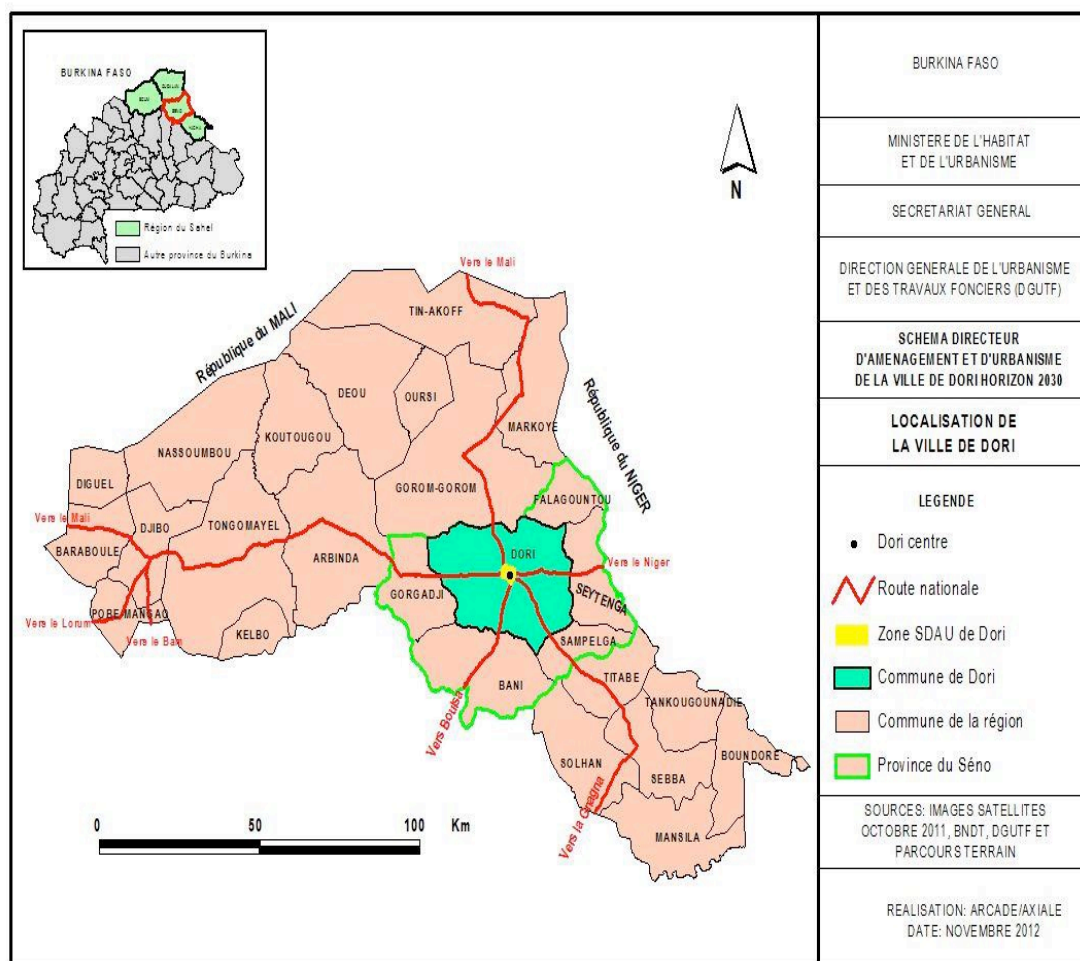 BURKINA FASO
SENO
Région du Sahel
Autre province du Burkina
N
Vers le Mali
TIN-AKOFF
République du MALI
DEOU
OURSI
République du NIGER
KOUTOUGOU
MARKOYE
NASSOUMBOU
DIGUEL
GOROM-GOROM
FALAGOUNTOU
Vers le Mali
DJIBO
TONGOMAYEL
BARABOULE
ARBINDA
DORI
Vers le Niger
GORGADJI
SEYTENGA
POBE MANGAO
Vers le Lorum
Vers le Bam
KELBO
SAMPELGA
BANI
TITABE
TANKOUGOUNADIE
Vers Boulsa
BOUNDORE
SOLHAN
SEBBA
Vers la Gnagna
MANSILA
0 50 100 Km
BURKINA FASO
MINISTERE DE L'HABITAT
ET DE L'URBANISME
SECRETARIAT GENERAL
DIRECTION GENERALE DE L'URBANISME
ET DES TRAVAUX FONCIERS (DGUTF)
SCHEMA DIRECTEUR
D'AMENAGEMENT ET D'URBANISME
DE LA VILLE DE DORI HORIZON 2030
LOCALISATION DE
LA VILLE DE DORI
LEGENDE
Dori centre
Route nationale
Zone SDAU de Dori
Commune de Dori
Commune de la région
Province du Séno
SOURCES: IMAGES SATELLITES
OCTOBRE 2011, BNDT, DGUTF ET
PARCOURS TERRAIN
REALISATION: ARCADE/AXIALE
DATE: NOVEMBRE 2012